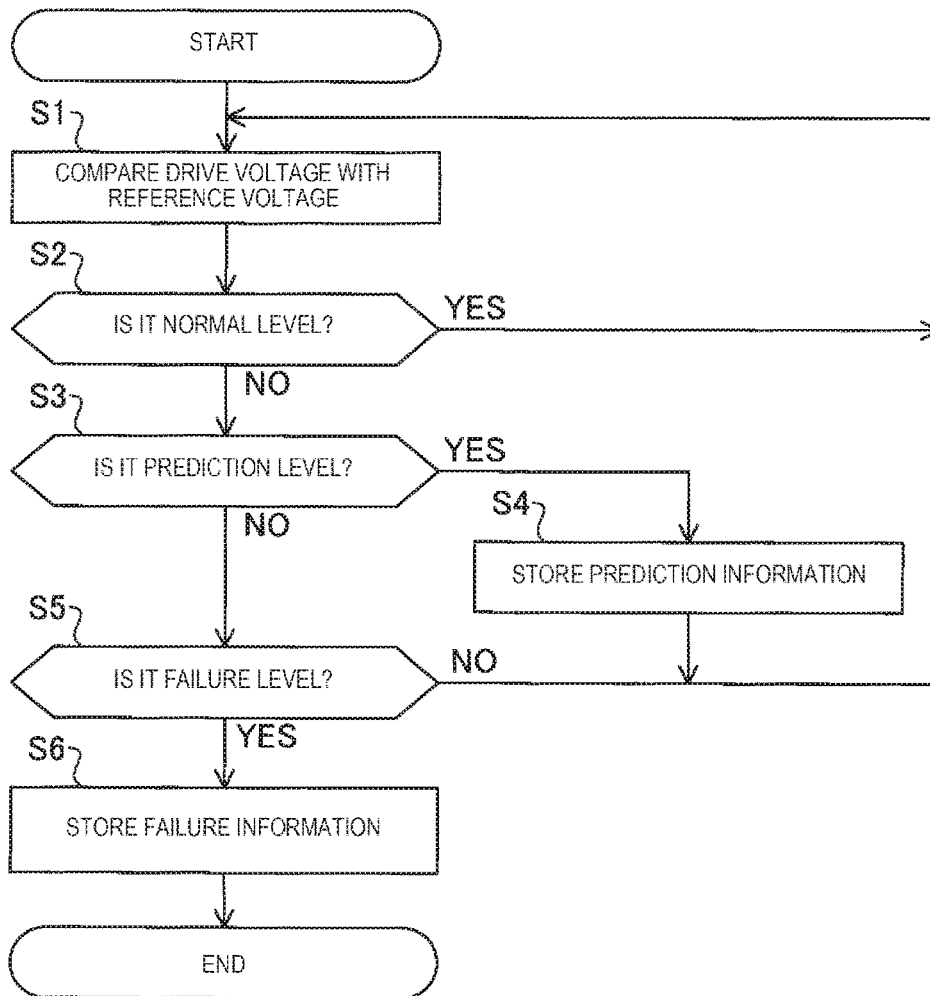 START
S1
COMPARE DRIVE VOLTAGE WITH
REFERENCE VOLTAGE
S2
IS IT NORMAL LEVEL?
YES
NO
S3
IS IT PREDICTION LEVEL?
YES
NO
S4
STORE PREDICTION INFORMATION
S5
IS IT FAILURE LEVEL?
NO
YES
S6
STORE FAILURE INFORMATION
END